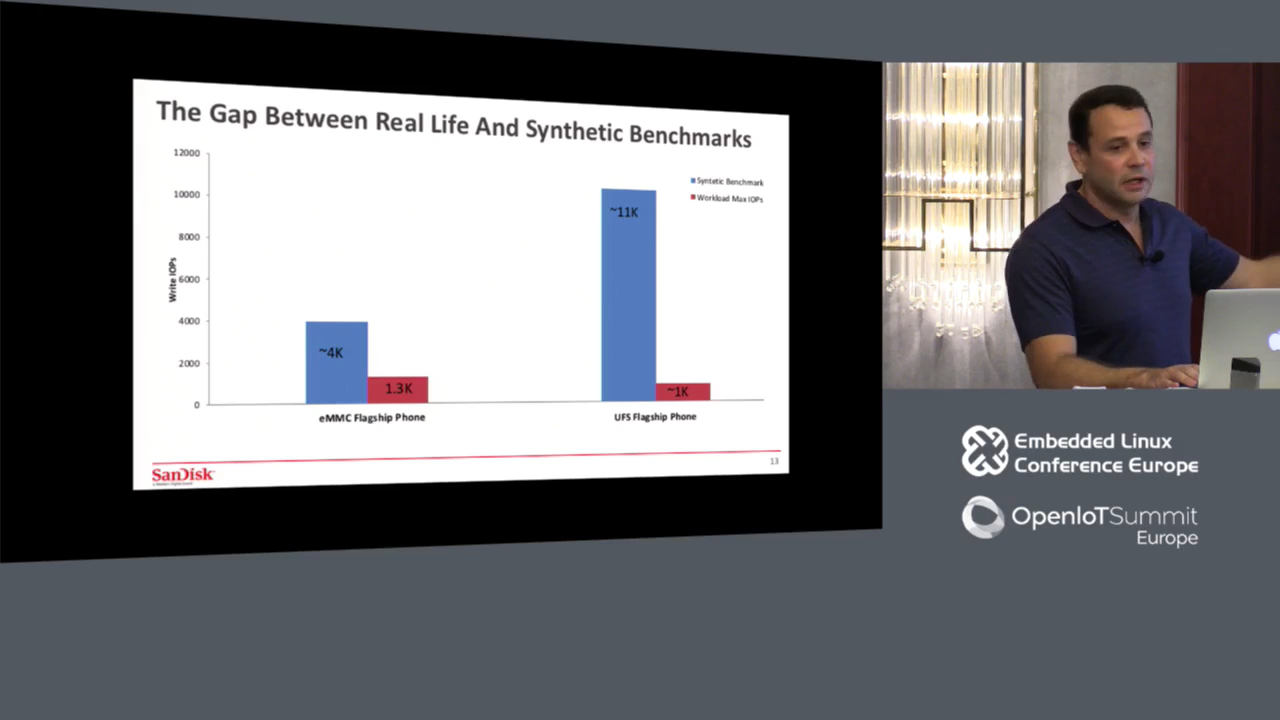 The Gap Between Real Life And Synthetic Benchmarks
12000
10000
8000
6000
4000
2000
0
Write IOPs
Syntetic Benchmark
Workload Max IOPs
~4K
1.3K
~11K
~1K
eMMC Flagship Phone
UFS Flagship Phone
SanDisk
13
Embedded Linux
Conference Europe
OpenIoTSummit
Europe